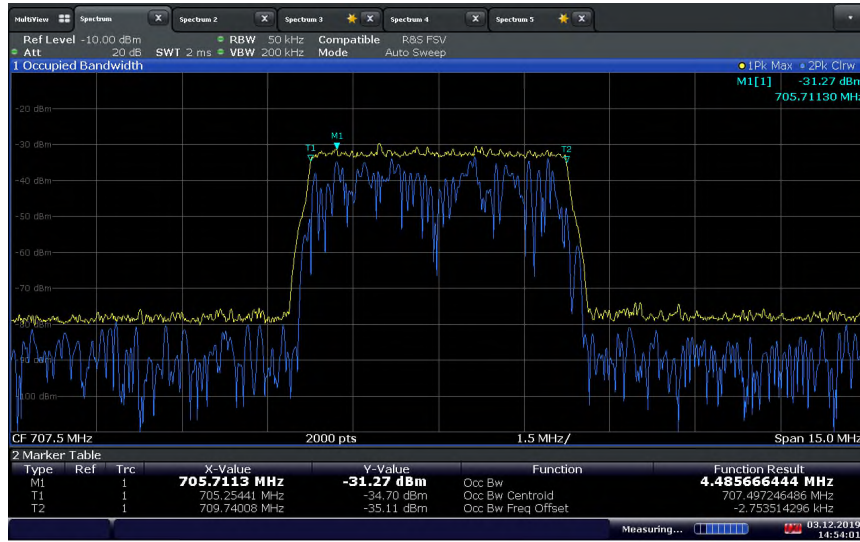 MultiView Spectrum X Spectrum 2 X Spectrum 3 X Spectrum 4 X Spectrum 5 X
Ref Level -10.00 dBm RBW 50 kHz Compatible R&S FSV
Att 20 dB SWT 2 ms VBW 200 kHz Mode Auto Sweep
1 Occupied Bandwidth 1Pk Max 2Pk Clrw
M1[1] -31.27 dBm
705.71130 MHz
-20 dBm
M1
-30 dBm
T1 T2
-40 dBm
-50 dBm
-60 dBm
-70 dBm
-80 dBm
-90 dBm
-100 dBm
CF 707.5 MHz 2000 pts 1.5 MHz/ Span 15.0 MHz
2 Marker Table
Type Ref Trc X-Value Y-Value Function Function Result
M1 1 705.7113 MHz -31.27 dBm Occ Bw 4.485666444 MHz
T1 1 705.25441 MHz -34.70 dBm Occ Bw Centroid 707.497246486 MHz
T2 1 709.74008 MHz -35.11 dBm Occ Bw Freq Offset -2.753514296 kHz
Measuring... 03.12.2019
14:54:01